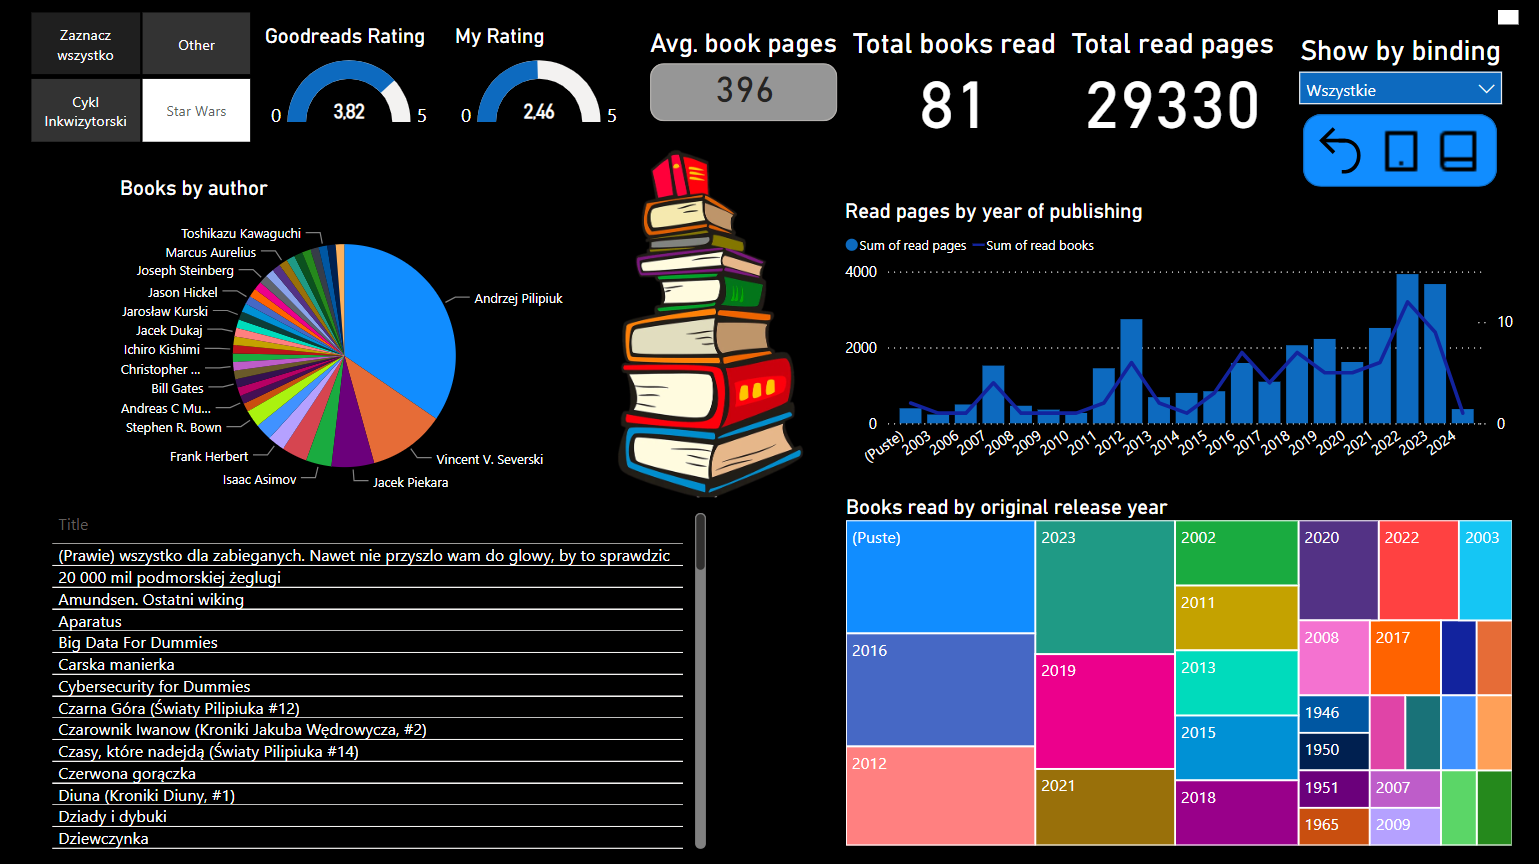 Zaznacz
wszystko
Other
Cykl
Inkwizytorski
Star Wars
Goodreads Rating
0
3,82
5
My Rating
0
2,46
5
Avg. book pages
396
Total books read
81
Total read pages
29330
Show by binding
Wszystkie
Books by author
Toshikazu Kawaguchi
Marcus Aurelius
Joseph Steinberg
Jason Hickel
Jarosław Kurski
Jacek Dukaj
Ichiro Kishimi
Christopher ...
Bill Gates
Andreas C Mu...
Stephen R. Bown
Frank Herbert
Isaac Asimov
Jacek Piekara
Vincent V. Severski
Andrzej Pilipiuk
Read pages by year of publishing
Sum of read pages
Sum of read books
4000
2000
0
10
0
(Puste)
2003
2006
2007
2008
2009
2010
2011
2012
2013
2014
2015
2016
2017
2018
2019
2020
2021
2022
2023
2024
Title
(Prawie) wszystko dla zabieganych. Nawet nie przyszlo wam do glowy, by to sprawdzic
20 000 mil podmorskiej żeglugi
Amundsen. Ostatni wiking
Aparatus
Big Data For Dummies
Carska manierka
Cybersecurity for Dummies
Czarna Góra (Światy Pilipiuka #12)
Czarownik Iwanow (Kroniki Jakuba Wędrowycza, #2)
Czasy, które nadejdą (Światy Pilipiuka #14)
Czerwona gorączka
Diuna (Kroniki Diuny, #1)
Dziady i dybuki
Dziewczynka
Books read by original release year
(Puste)
2016
2012
2023
2019
2021
2002
2011
2013
2015
2018
2020
2022
2003
2008
2017
1946
1950
1951
1965
2007
2009